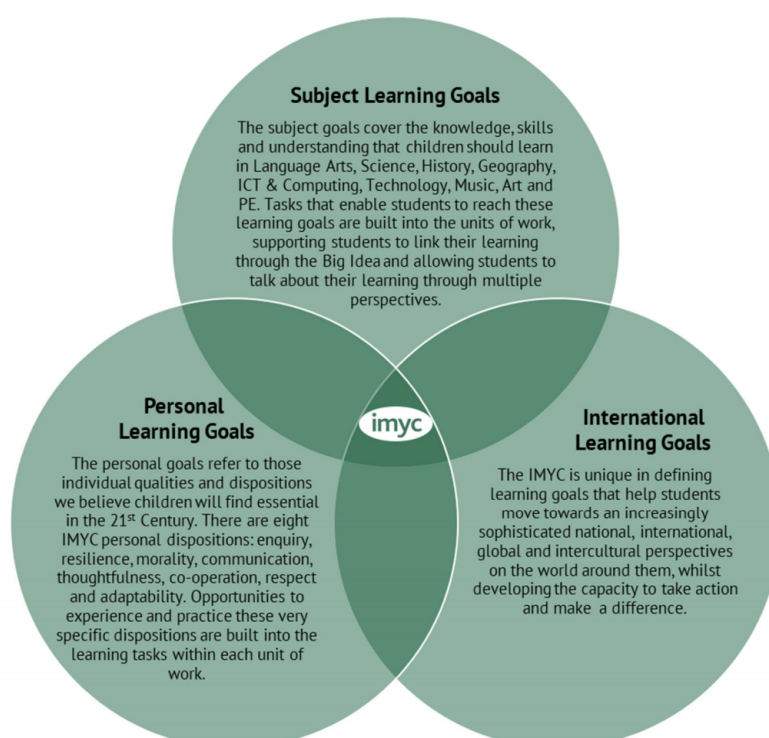 Subject Learning Goals
The subject goals cover the knowledge, skills
and understanding that children should learn
in Language Arts, Science, History, Geography,
ICT & Computing, Technology, Music, Art and
PE. Tasks that enable students to reach these
learning goals are built into the units of work,
supporting students to link their learning
through the Big Idea and allowing students to
talk about their learning through multiple
perspectives.
imyc
Personal
Learning Goals
The personal goals refer to those
individual qualities and dispositions
we believe children will find essential
in the 21st Century. There are eight
IMYC personal dispositions: enquiry,
resilience, morality, communication,
thoughtfulness, co-operation, respect
and adaptability. Opportunities to
experience and practice these very
specific dispositions are built into the
learning tasks within each unit of
work.
International
Learning Goals
The IMYC is unique in defining
learning goals that help students
move towards an increasingly
sophisticated national, international,
global and intercultural perspectives
on the world around them, whilst
developing the capacity to take action
and make a difference.